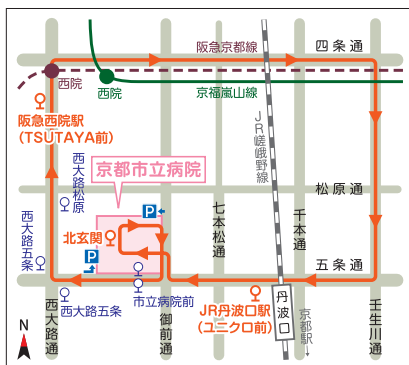 阪急京都線
四条通
西院
西院
京福嵐山線
阪急西院駅
(TSUTAYA前)
JR嵯峨野線
西大路松原
京都市立病院
P
松原通
七本松通
千本通
北玄関
西大路五条
P
五条通
西大路五条
市立病院前
JR丹波口駅
(ユニクロ前)
丹波口
京都駅
N
西大路通
御前通
壬生川通